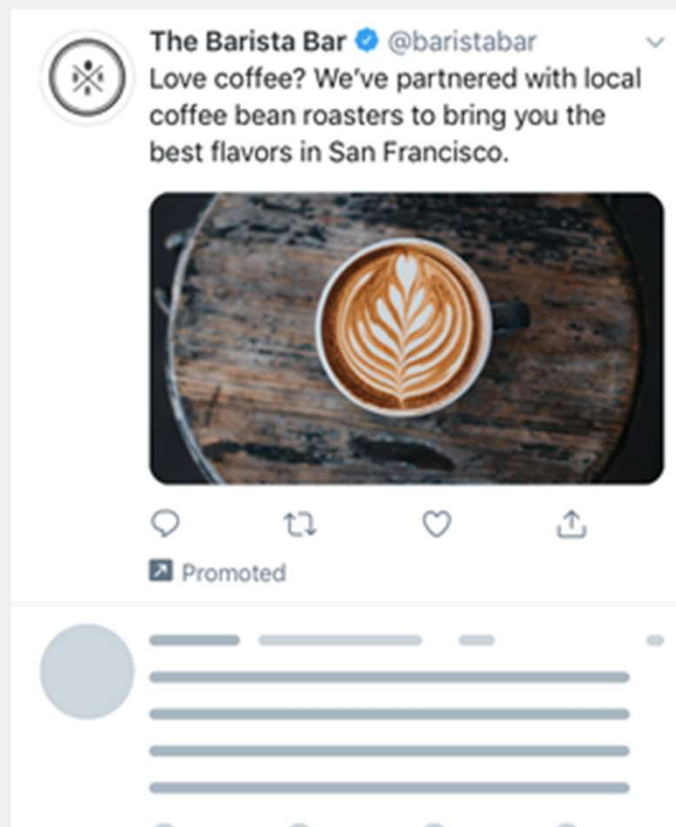 The Barista Bar @baristabar
Love coffee? We've partnered with local
coffee bean roasters to bring you the
best flavors in San Francisco.
Promoted